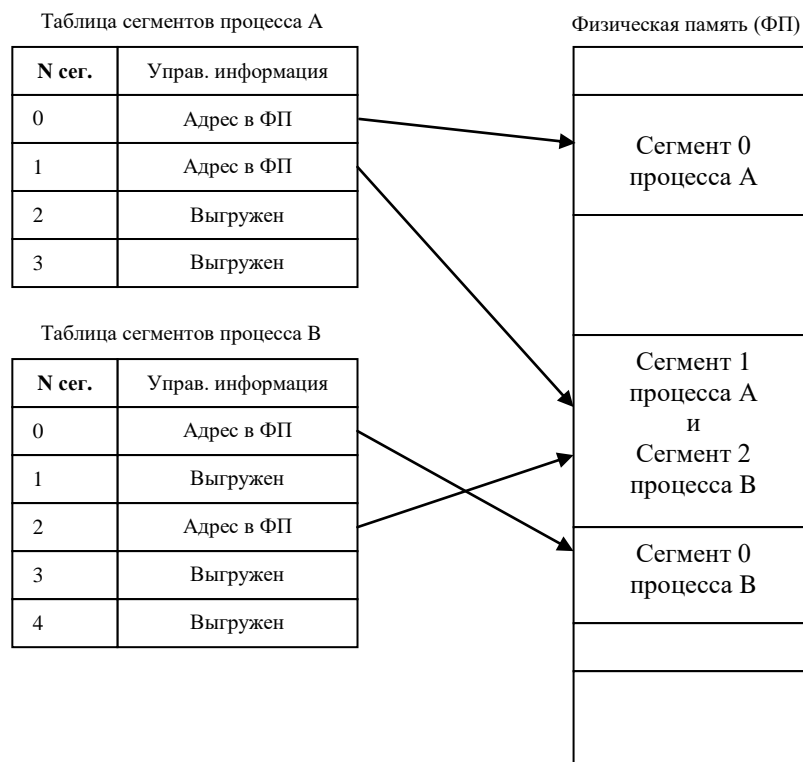 Таблица сегментов процесса А
N сег. Управ. информация
0 Адрес в ФП
1 Адрес в ФП
2 Выгружен
3 Выгружен
Таблица сегментов процесса В
N сег. Управ. информация
0 Адрес в ФП
1 Выгружен
2 Адрес в ФП
3 Выгружен
4 Выгружен
Физическая память (ФП)
Сегмент 0
процесса А
Сегмент 1
процесса А
и
Сегмент 2
процесса В
Сегмент 0
процесса В